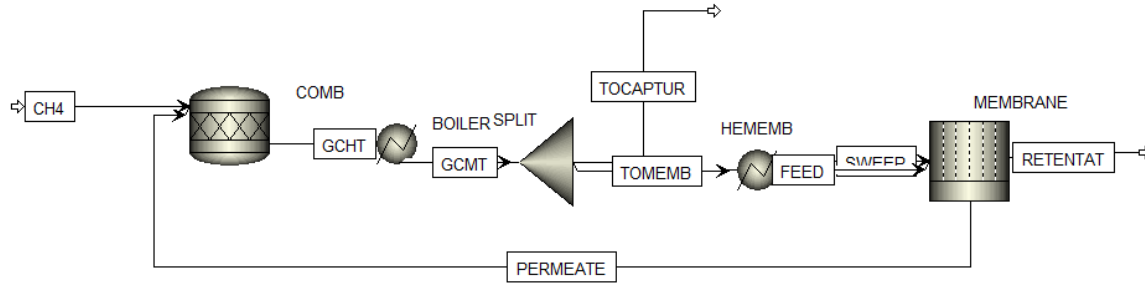 TOCAPTUR
MEMBRANE
COMB
CH4
BOILER
SPLIT
HEMEMB
GCHT
GCMT
TOMEMB
FEED
SWEEP
RETENTAT
PERMEATE